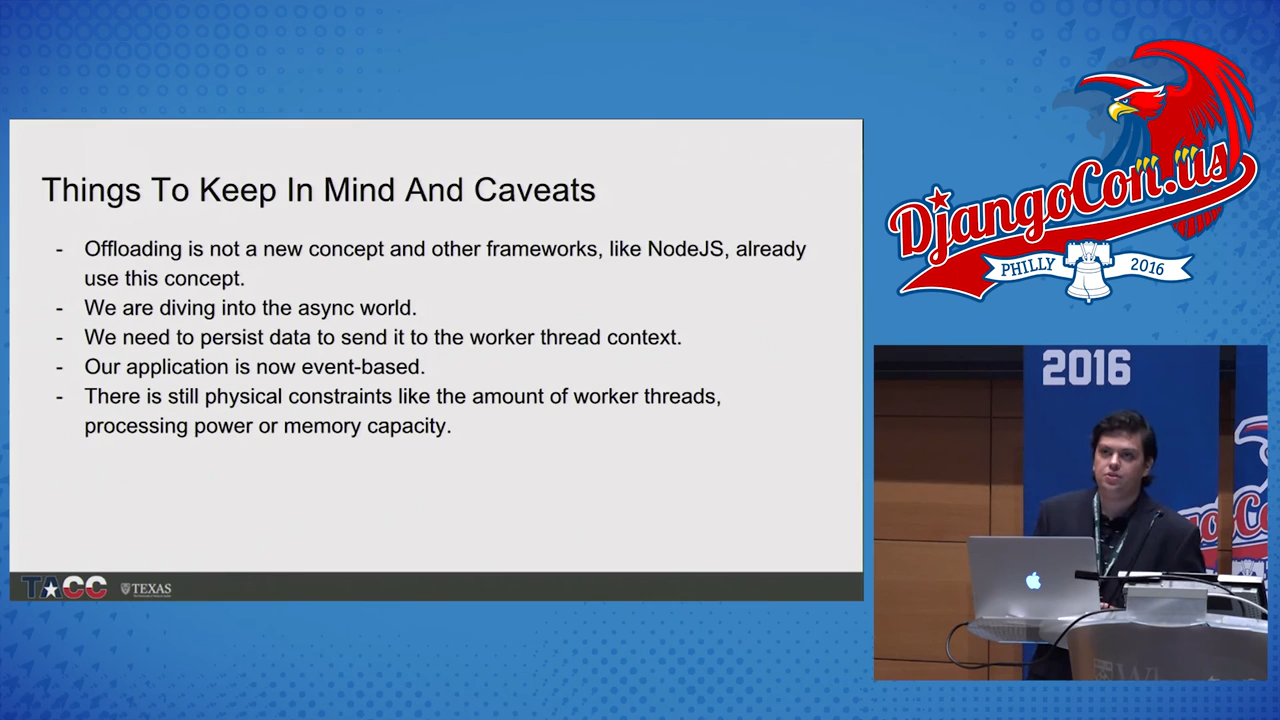 Things To Keep In Mind And Caveats
- Offloading is not a new concept and other frameworks, like NodeJS, already
use this concept.
- We are diving into the async world.
- We need to persist data to send it to the worker thread context.
- Our application is now event-based.
- There is still physical constraints like the amount of worker threads,
processing power or memory capacity.
TACC
TEXAS
DjangoCon.us
PHILLY 2016
2016